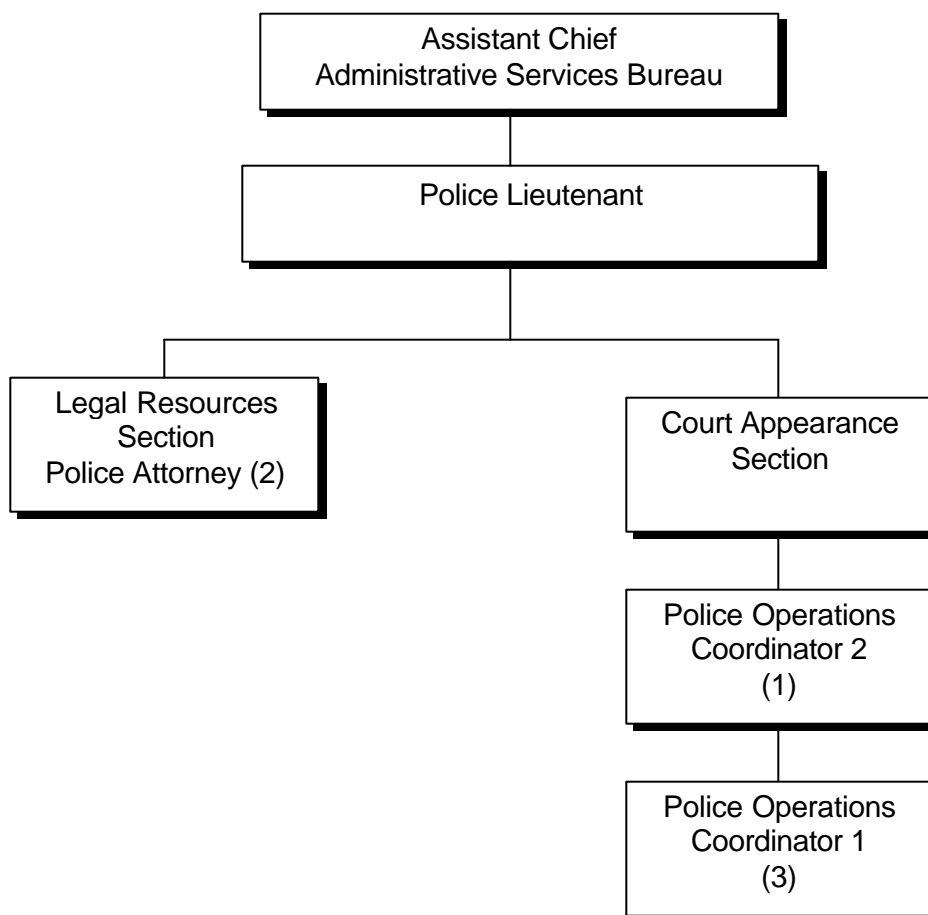 Assistant Chief
Administrative Services Bureau
Police Lieutenant
Legal Resources
Section
Police Attorney (2)
Court Appearance
Section
Police Operations
Coordinator 2
(1)
Police Operations
Coordinator 1
(3)